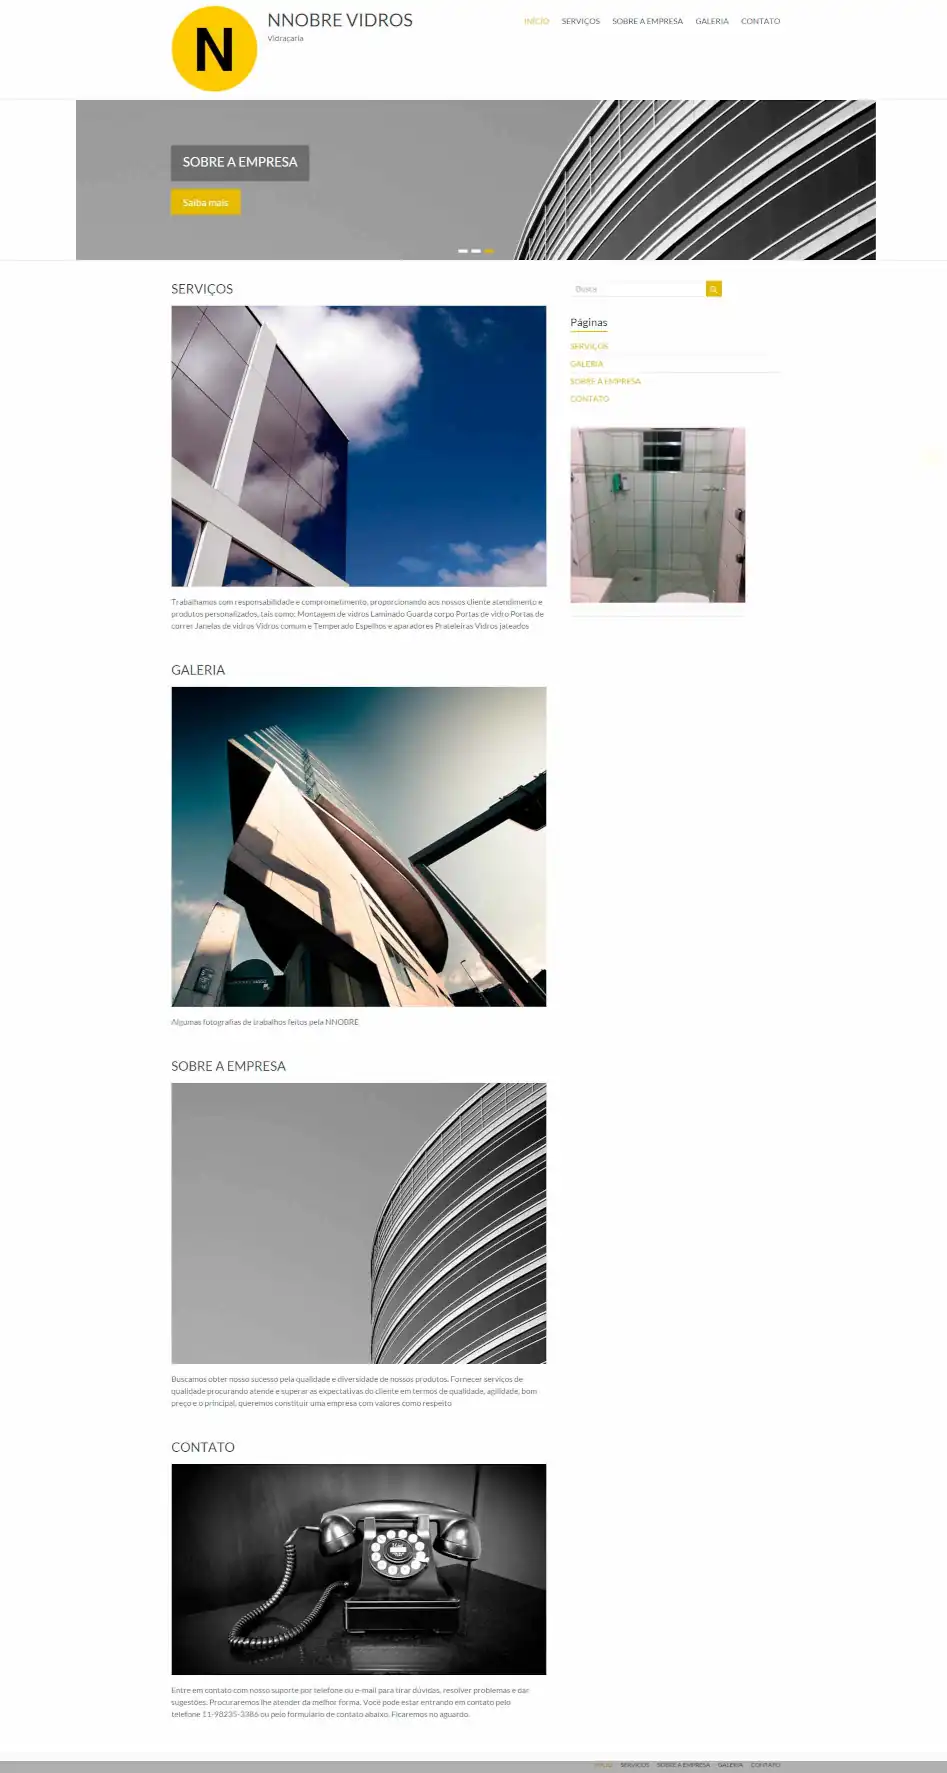 N
NNOBRE VIDROS
Vidraçaria
INÍCIO SERVIÇOS SOBRE A EMPRESA GALERIA CONTATO
SOBRE A EMPRESA
Saiba mais
SERVIÇOS
Trabalhamos com responsabilidade e comprometimento, proporcionando aos nossos cliente atendimento e
produtos personalizados, tais como: Montagem de vidros Laminado Guarda corpo Portas de vidro Portas de
correr Janelas de vidros Vidros comum e Temperado Espelhos e aparadores Prateleiras Vidros jateados
Busca
Páginas
SERVIÇOS
GALERIA
SOBRE A EMPRESA
CONTATO
GALERIA
Algumas fotografias de trabalhos feitos pela NNOBRE
SOBRE A EMPRESA
Buscamos obter nosso sucesso pela qualidade e diversidade de nossos produtos. Fornecer serviços de
qualidade procurando atende e superar as expectativas do cliente em termos de qualidade, agilidade, bom
preço e o principal, queremos constituir uma empresa com valores como respeito
CONTATO
Entre em contato com nosso suporte por telefone ou e-mail para tirar dúvidas, resolver problemas e dar
sugestões. Procuraremos lhe atender da melhor forma. Você pode estar entrando em contato pelo
telefone 11-98235-3386 ou pelo formulário de contato abaixo. Ficaremos no aguardo.
INÍCIO SERVIÇOS SOBRE A EMPRESA GALERIA CONTATO